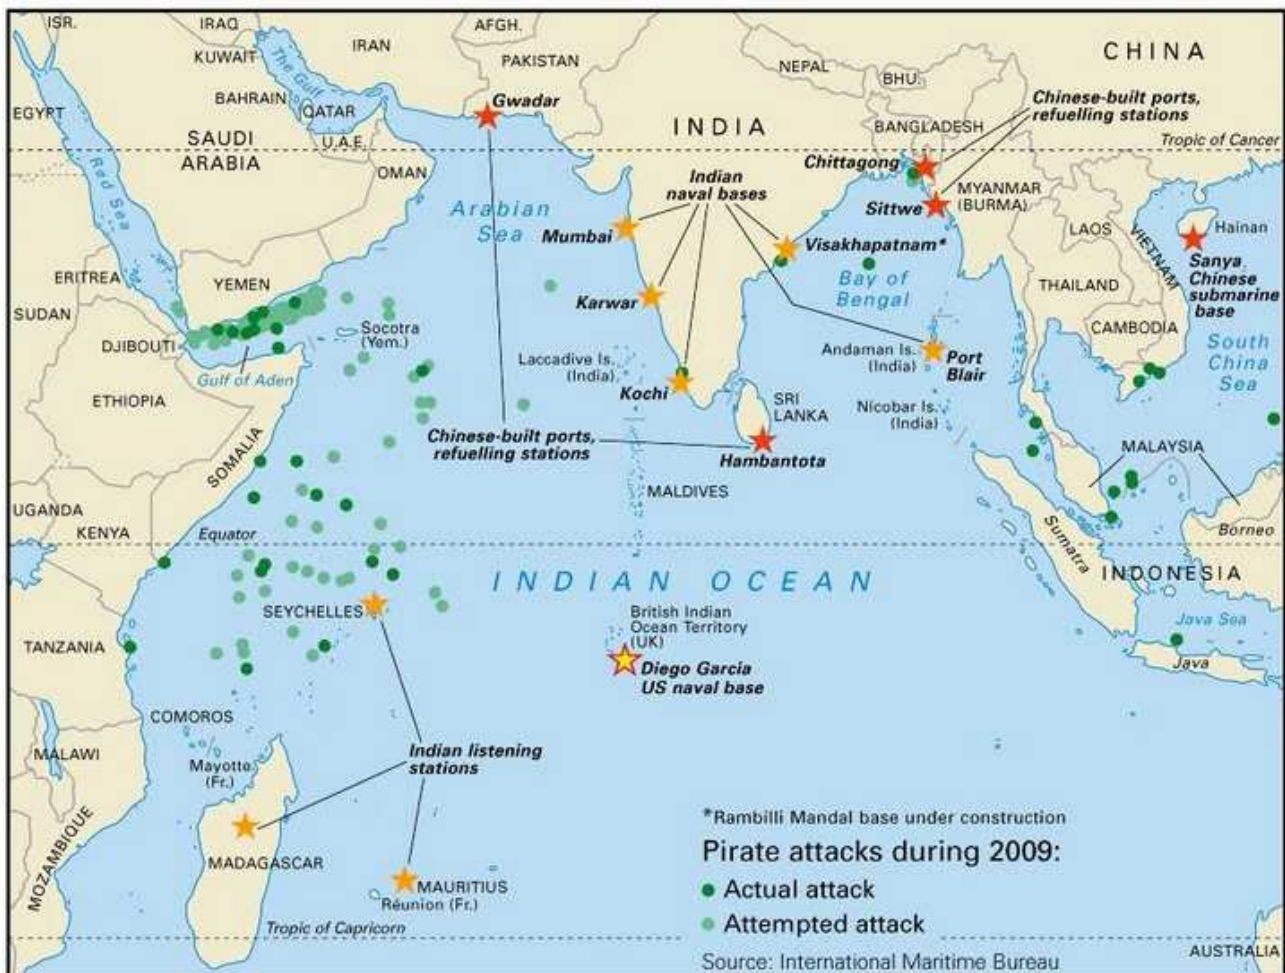 ISR.
IRAQ
AFGH.
IRAN
CHINA
KUWAIT
The Gulf
PAKISTAN
NEPAL
BHU.
EGYPT
BAHRAIN
QATAR
Gwadar
INDIA
Chinese-built ports,
refuelling stations
BANGLADESH
SAUDI
ARABIA
U.A.E.
Tropic of Cancer
Red Sea
OMAN
Chittagong
Indian
naval bases
MYANMAR
(BURMA)
Arabian
Sea
Sittwe
LAOS
VIETNAM
Hainan
Mumbai
Visakhapatnam*
Sanya
Chinese
submarine
base
ERITREA
YEMEN
Bay of
Bengal
THAILAND
SUDAN
Karwar
CAMBODIA
DJIBOUTI
Socotra
(Yem.)
South
China
Sea
Laccadive Is.
(India)
Andaman Is.
(India)
Port
Blair
Gulf of Aden
ETHIOPIA
Kochi
SRI
LANKA
Nicobar Is.
(India)
SOMALIA
Chinese-built ports,
refuelling stations
Hambantota
MALAYSIA
MALDIVES
UGANDA
KENYA
Equator
Sumatra
Borneo
INDIAN OCEAN
INDONESIA
SEYCHELLES
British Indian
Ocean Territory
(UK)
Java Sea
TANZANIA
Diego Garcia
US naval base
Java
COMOROS
MALAWI
Mayotte
(Fr.)
Indian listening
stations
MOZAMBIQUE
MADAGASCAR
MAURITIUS
Réunion (Fr.)
Tropic of Capricorn
*Rambilli Mandal base under construction
Pirate attacks during 2009:
Actual attack
Attempted attack
Source: International Maritime Bureau
AUSTRALIA